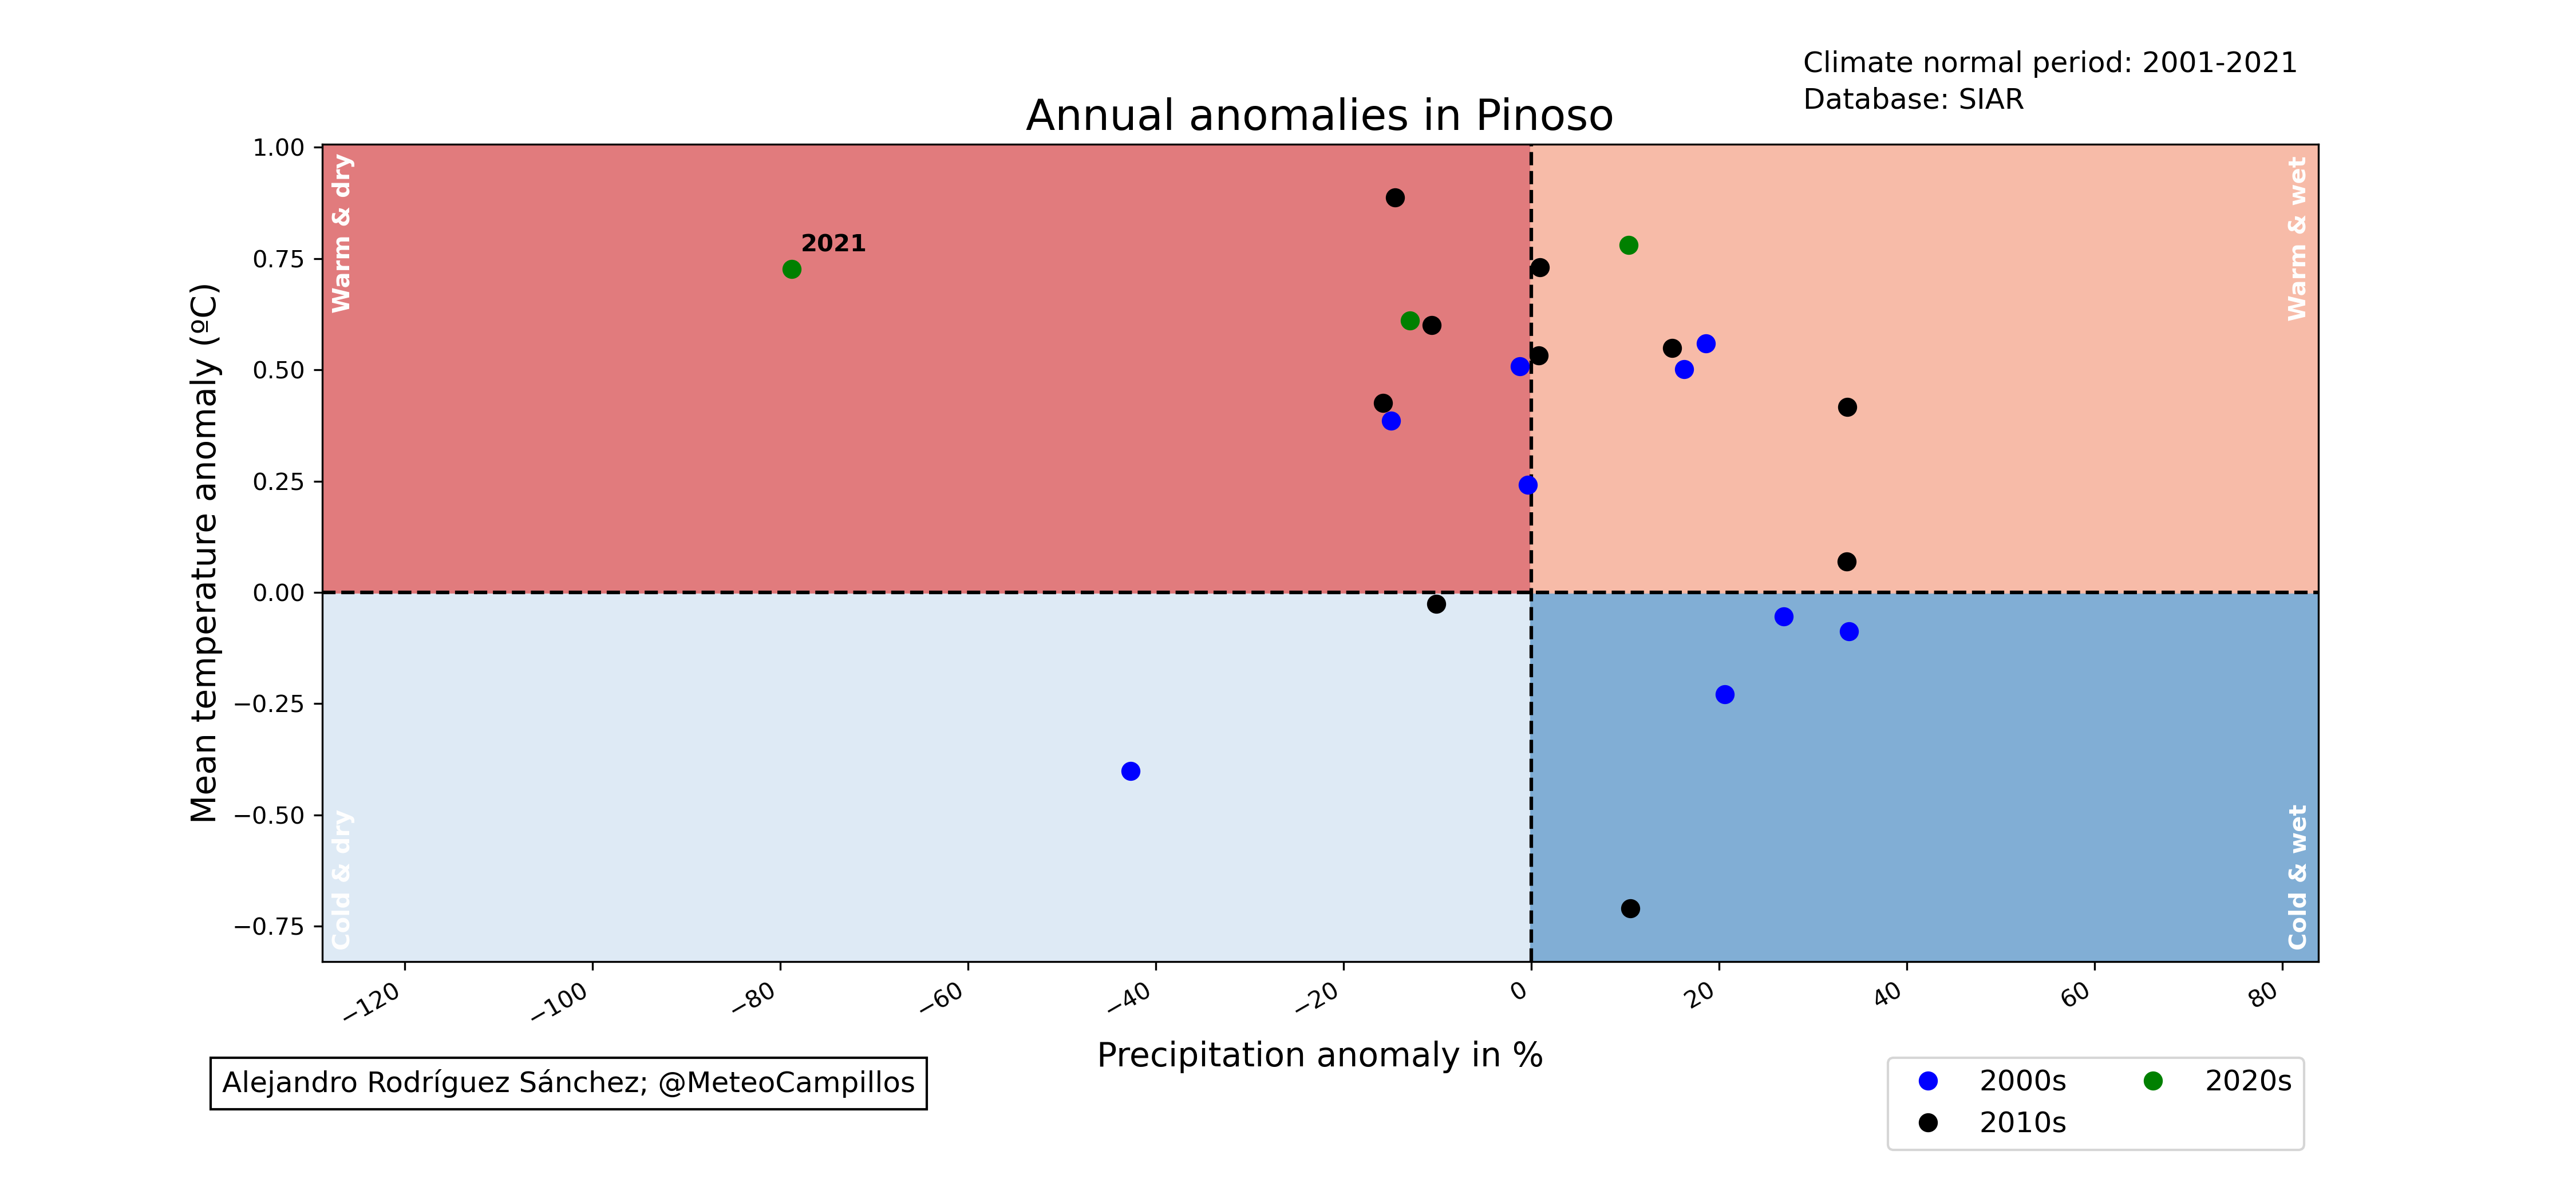 Climate normal period: 2001-2021
Database: SIAR
Annual anomalies in Pinoso
Mean temperature anomaly (ºC)
1.00
0.75
0.50
0.25
0.00
−0.25
−0.50
−0.75
Warm & dry
Warm & wet
2021
Cold & dry
Cold & wet
−120
−100
−80
−60
−40
−20
0
20
40
60
80
Precipitation anomaly in %
Alejandro Rodríguez Sánchez; @MeteoCampillos
2000s
2010s
2020s